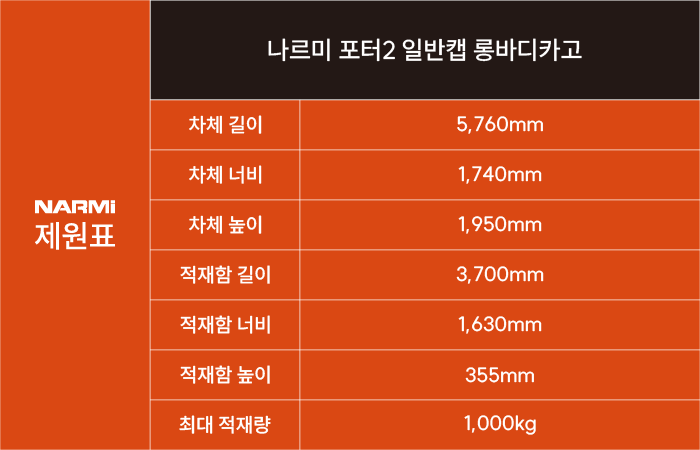 나르미 포터2 일반캡 롱바디카고
NARMi
제원표
차체 길이 5,760mm
차체 너비 1,740mm
차체 높이 1,950mm
적재함 길이 3,700mm
적재함 너비 1,630mm
적재함 높이 355mm
최대 적재량 1,000kg